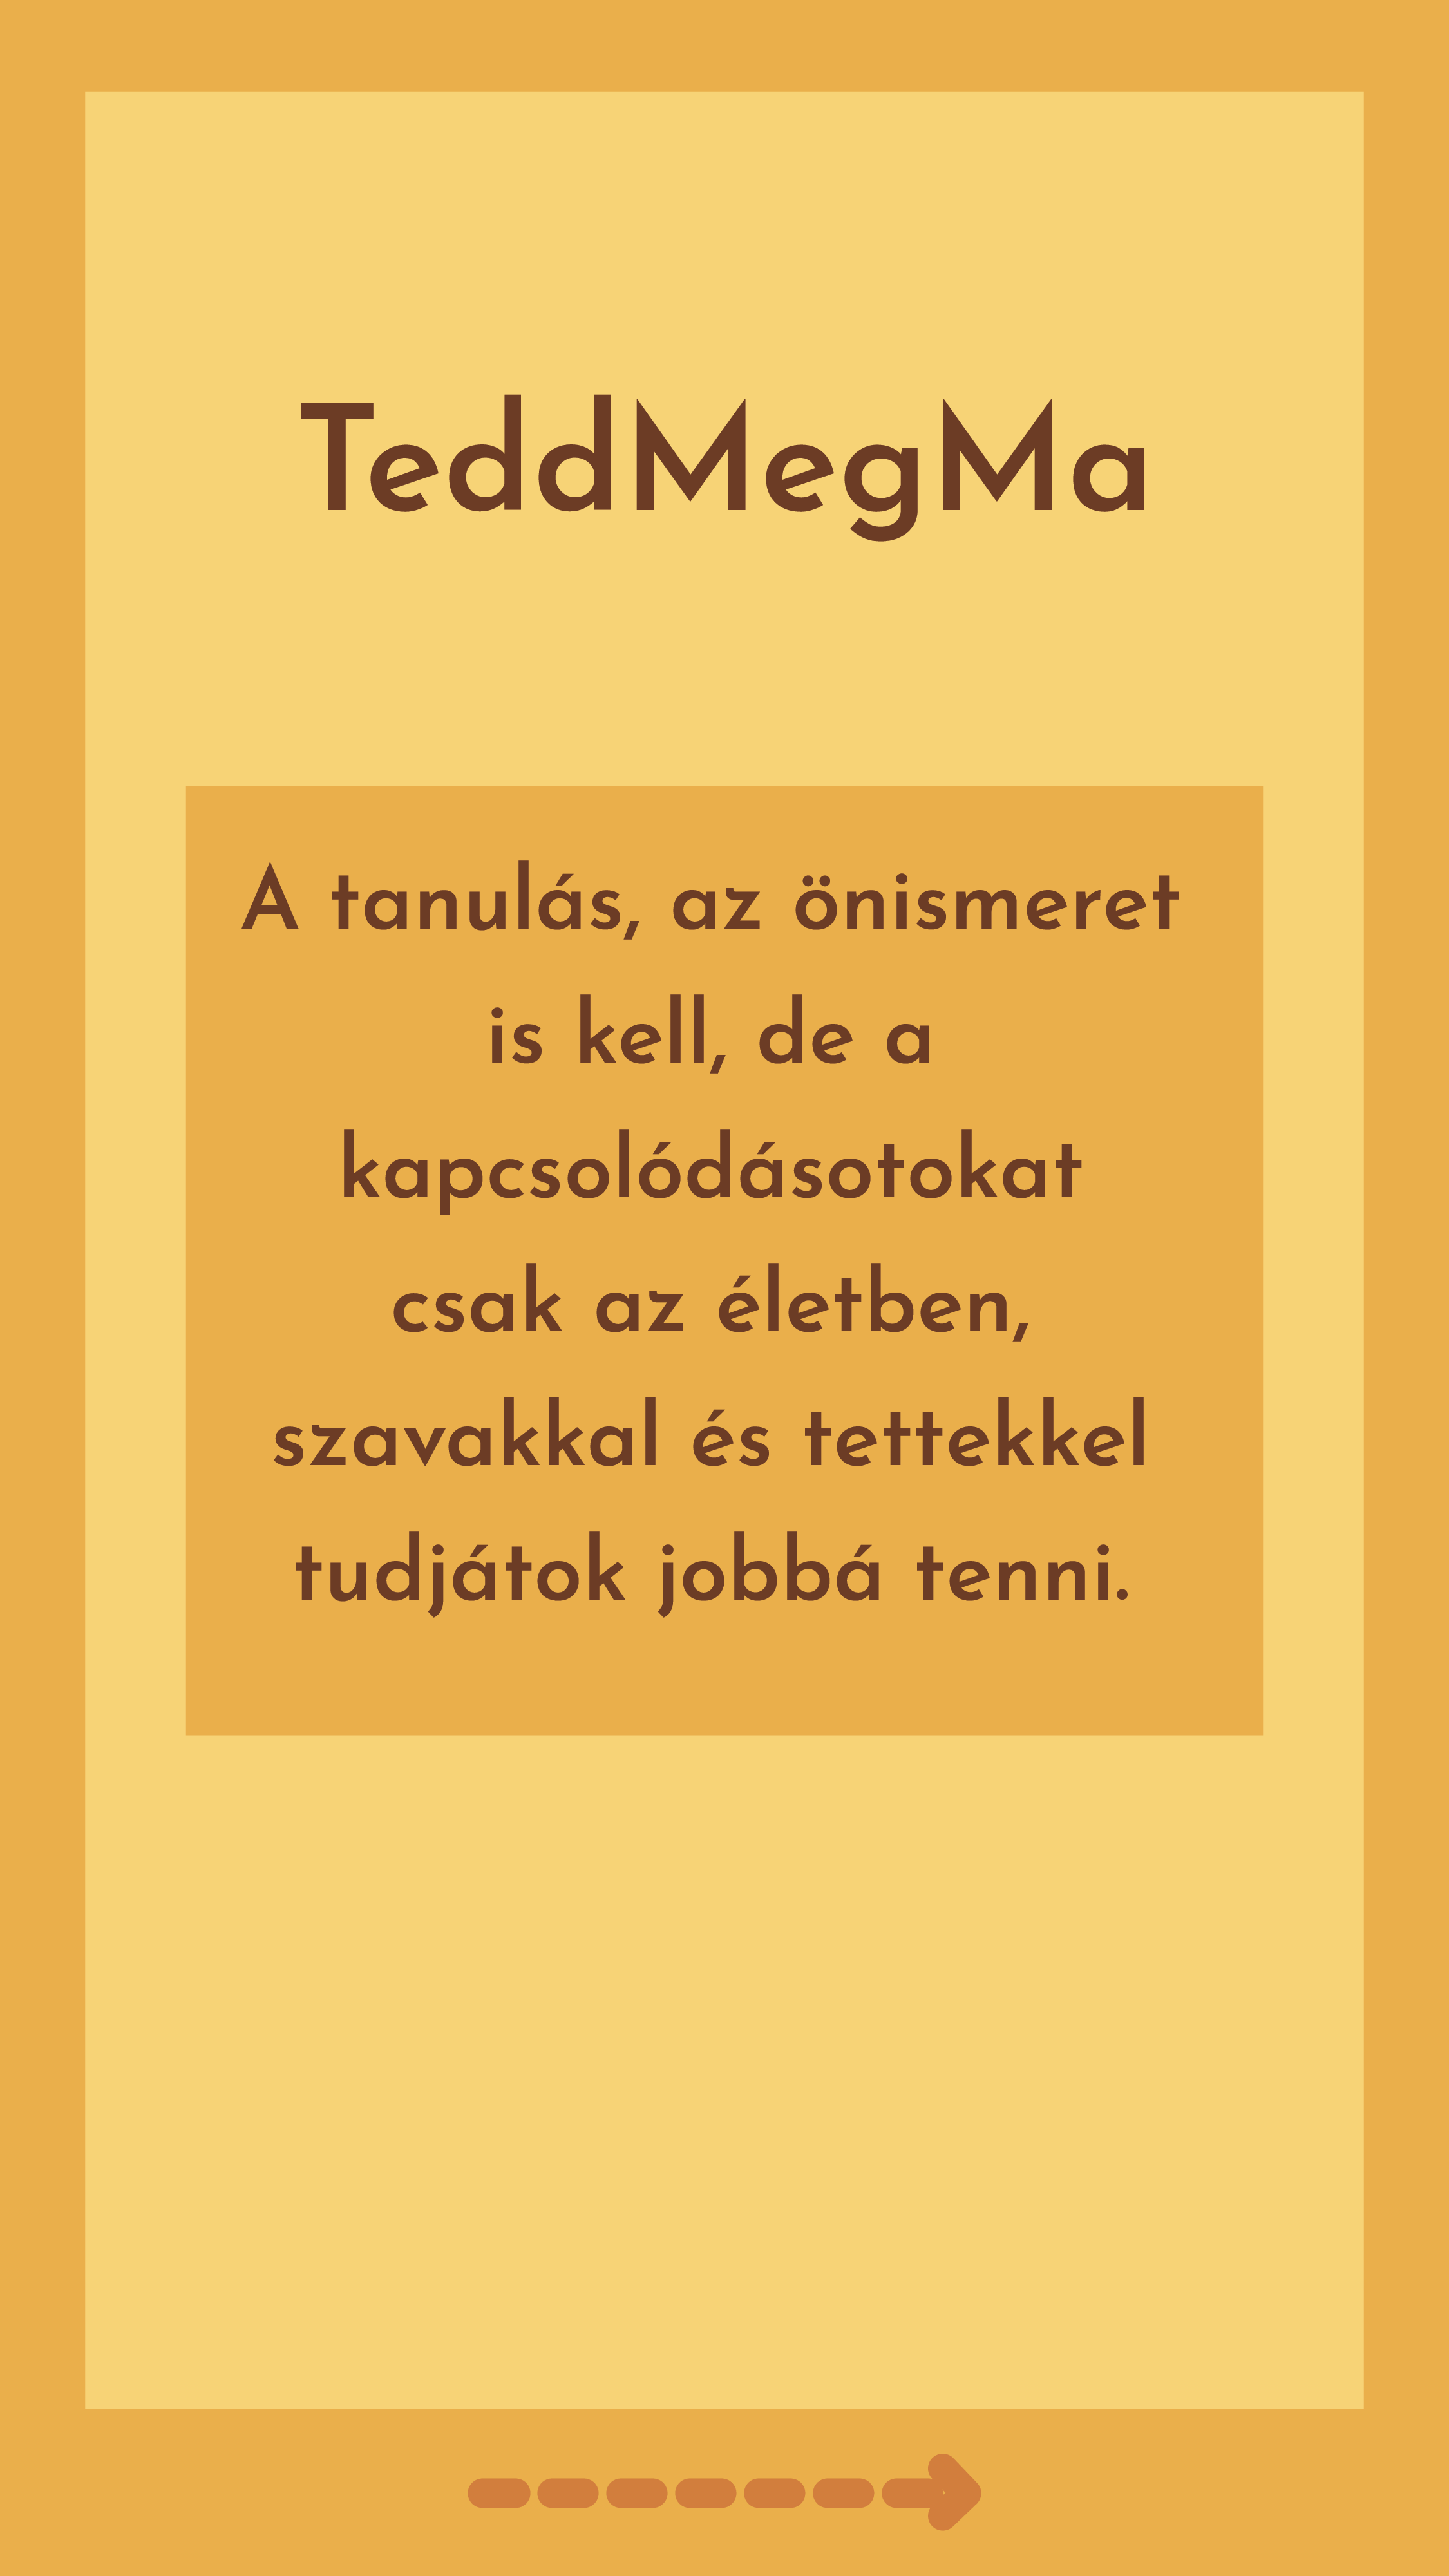 TeddMegMa
A tanulás, az önismeret
is kell, de a
kapcsolódásotokat
csak az életben,
szavakkal és tettekkel
tudjátok jobbá tenni.